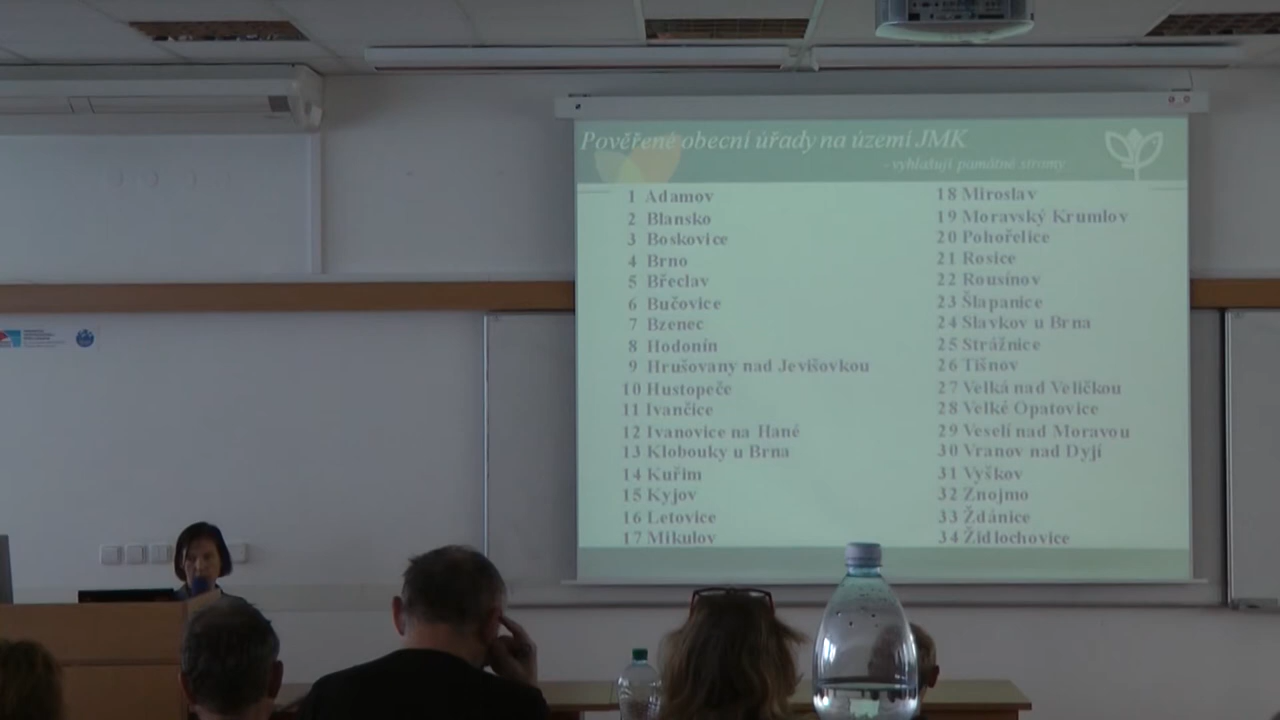 Pověřené obecní úřady na území JMK
- vyhlašují památné stromy
1 Adamov
2 Blansko
3 Boskovice
4 Brno
5 Břeclav
6 Bučovice
7 Bzenec
8 Hodonín
9 Hrušovany nad Jevišovkou
10 Hustopeče
11 Ivančice
12 Ivanovice na Hané
13 Klobouky u Brna
14 Kuřim
15 Kyjov
16 Letovice
17 Mikulov
18 Miroslav
19 Moravský Krumlov
20 Pohořelice
21 Rosice
22 Rousínov
23 Šlapanice
24 Slavkov u Brna
25 Strážnice
26 Tišnov
27 Velká nad Veličkou
28 Velké Opatovice
29 Veselí nad Moravou
30 Vranov nad Dyjí
31 Vyškov
32 Znojmo
33 Ždánice
34 Židlochovice